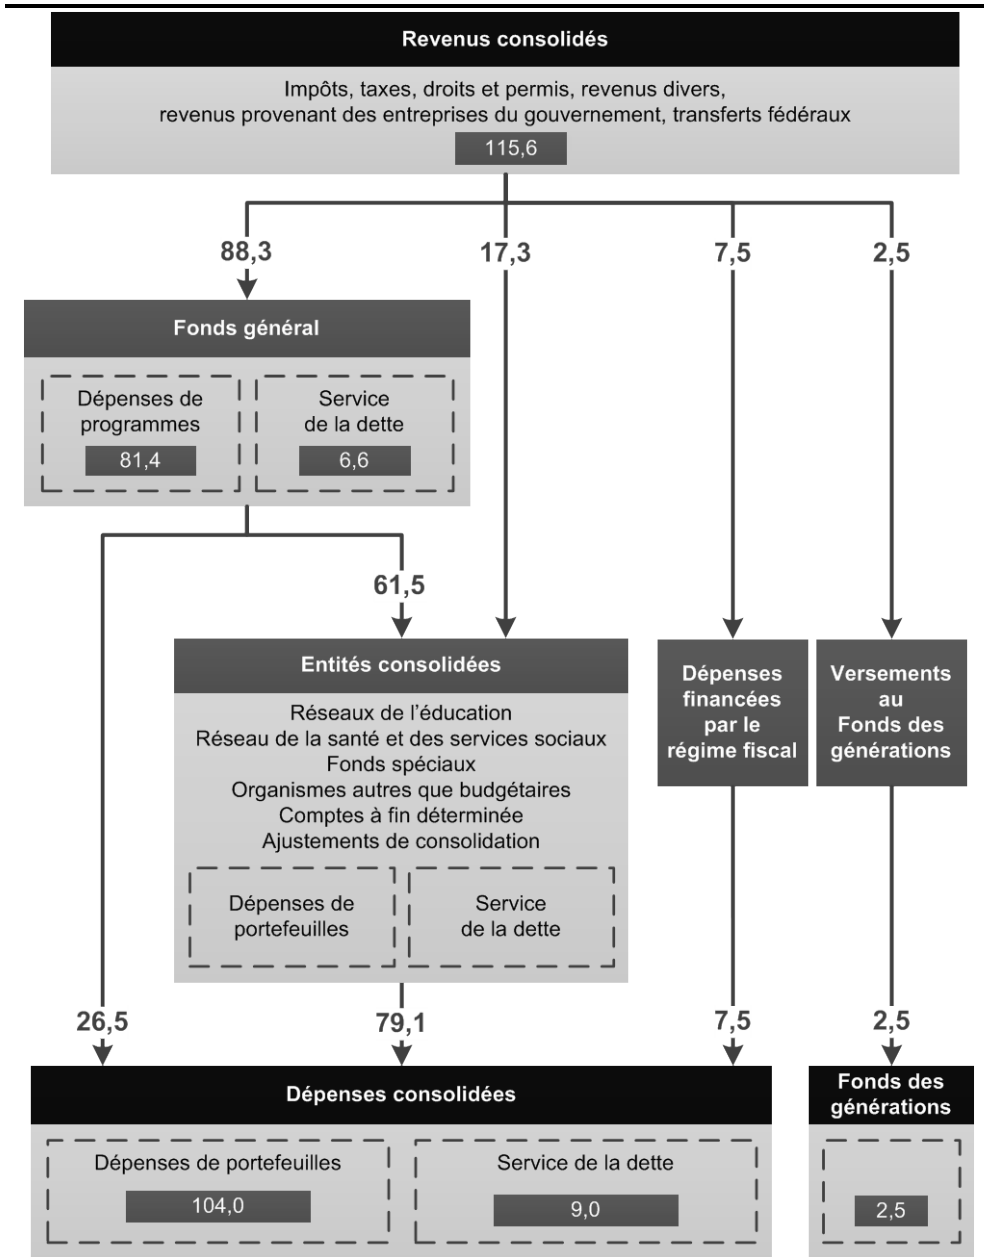 Revenus consolidés
Impôts, taxes, droits et permis, revenus divers,
revenus provenant des entreprises du gouvernement, transferts fédéraux
115,6
88,3
17,3
7,5
2,5
Fonds général
Dépenses de
programmes
81,4
Service
de la dette
6,6
61,5
Entités consolidées
Réseaux de l'éducation
Réseau de la santé et des services sociaux
Fonds spéciaux
Organismes autres que budgétaires
Comptes à fin déterminée
Ajustements de consolidation
Dépenses de
portefeuilles
Service
de la dette
Dépenses
financées
par le
régime fiscal
Versements
au
Fonds des
générations
26,5
79,1
7,5
2,5
Dépenses consolidées
Dépenses de portefeuilles
104,0
Service de la dette
9,0
Fonds des
générations
2,5